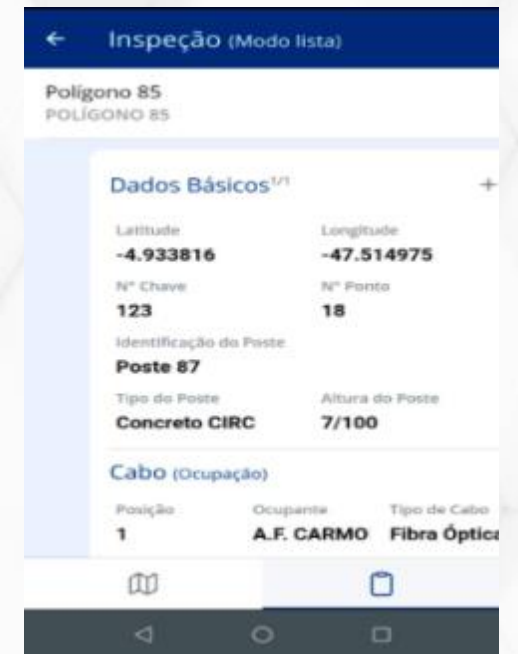 Inspeção (Modo lista)
Polígono 85
POLÍGONO 85
Dados Básicos 1/1
Latitude Longitude
-4.933816 -47.514975
Nº Chave Nº Ponto
123 18
Identificação do Poste
Poste 87
Tipo do Poste Altura do Poste
Concreto CIRC 7/100
Cabo (Ocupação)
Posição Ocupante Tipo de Cabo
1 A.F. CARMO Fibra Óptica